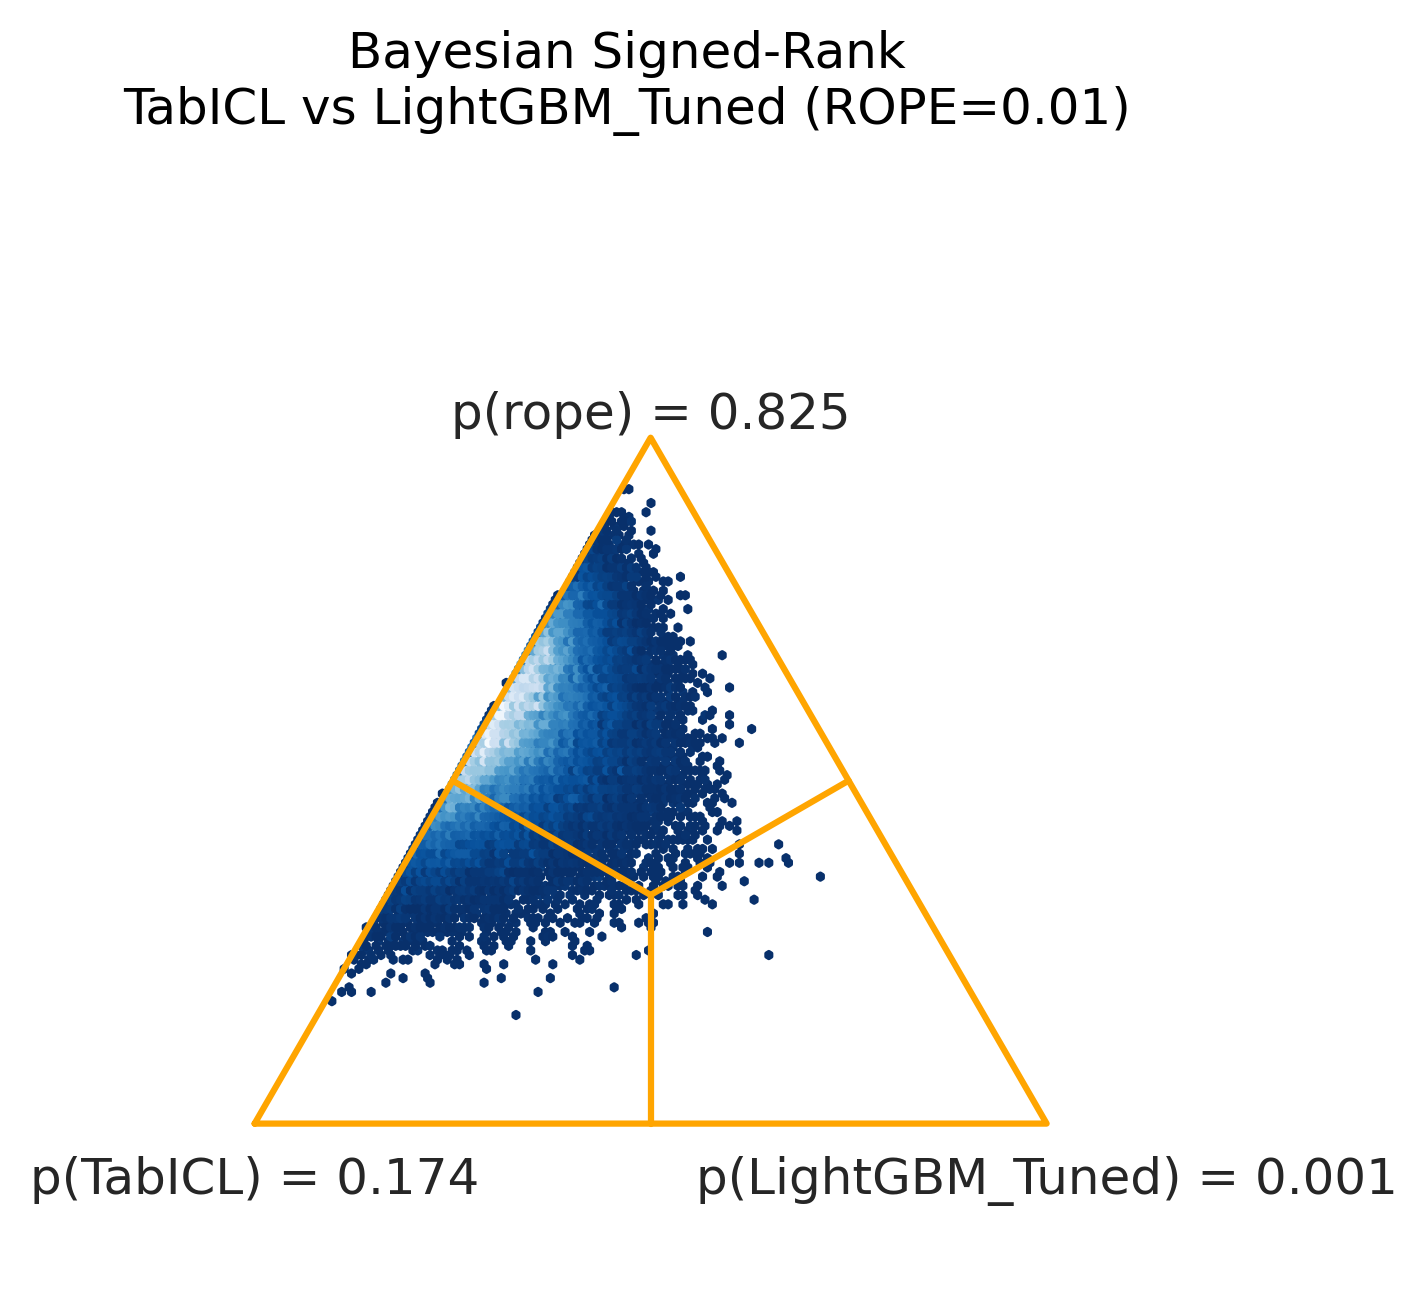 Bayesian Signed-Rank
TabICL vs LightGBM_Tuned (ROPE=0.01)
p(rope) = 0.825
p(TabICL) = 0.174
p(LightGBM_Tuned) = 0.001